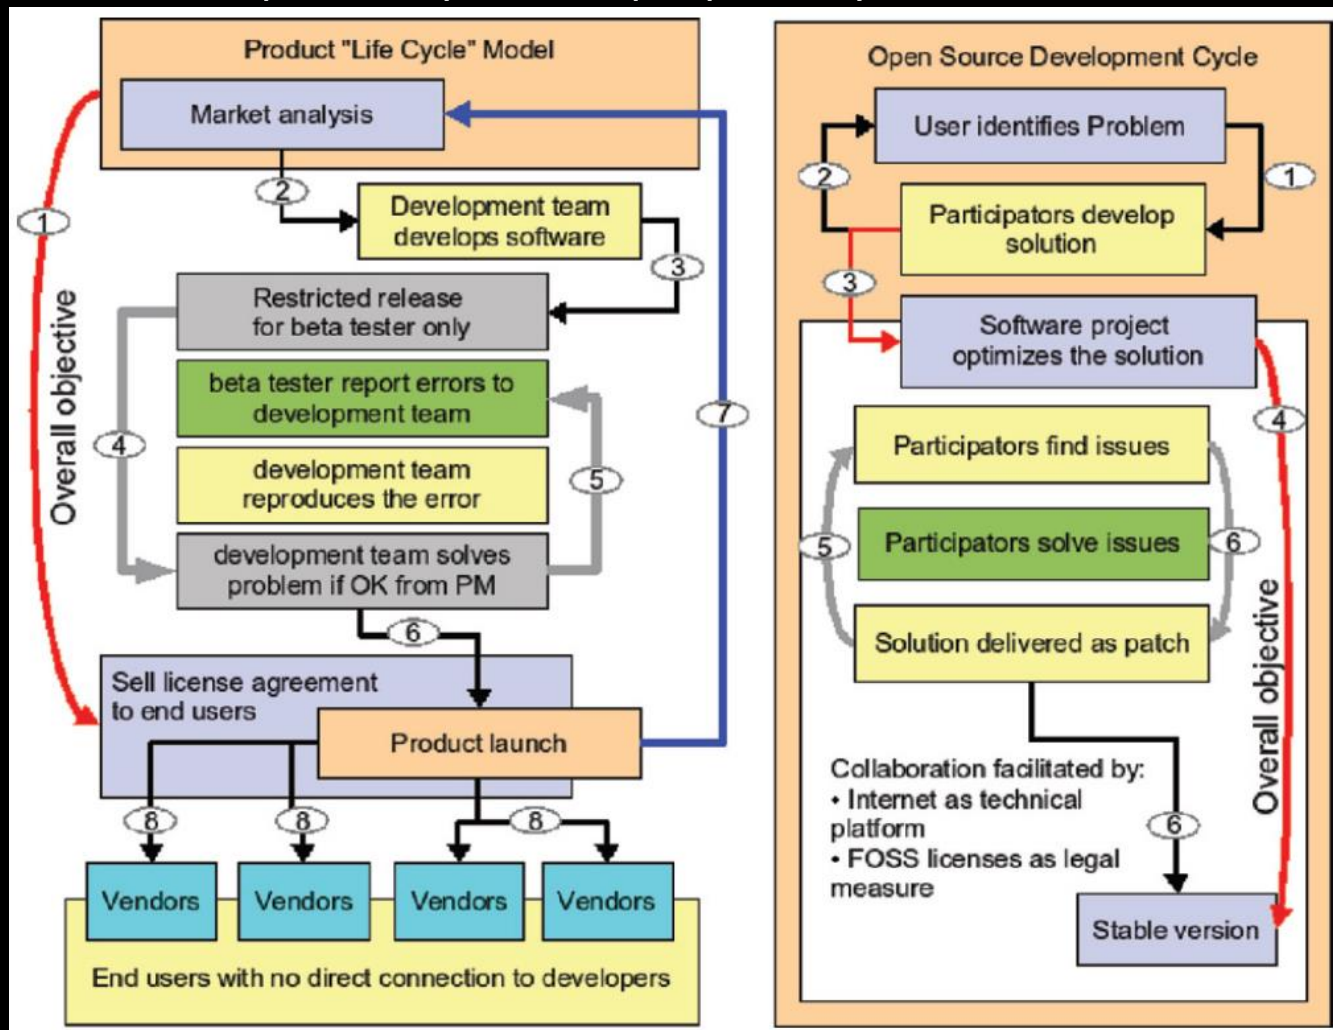 Product "Life Cycle" Model
Market analysis
2
Development team
develops software
1
3
Restricted release
for beta tester only
Overall objective
beta tester report errors to
development team
4
7
development team
reproduces the error
5
development team solves
problem if OK from PM
6
Sell license agreement
to end users
Product launch
8
8
8
Vendors
Vendors
Vendors
Vendors
End users with no direct connection to developers
Open Source Development Cycle
User identifies Problem
2
1
Participators develop
solution
3
Software project
optimizes the solution
4
Participators find issues
5
Participators solve issues
6
Solution delivered as patch
Overall objective
Collaboration facilitated by:
• Internet as technical
platform
• FOSS licenses as legal
measure
6
Stable version